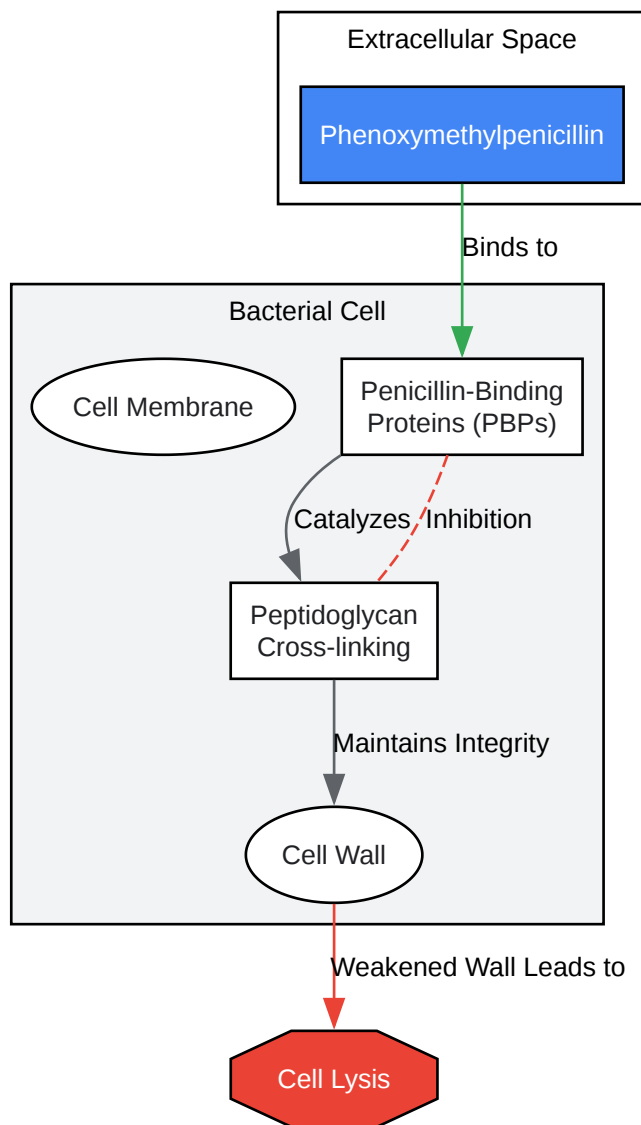 Extracellular Space
Phenoxymethylpenicillin
Binds to
Bacterial Cell
Cell Membrane
Penicillin-Binding
Proteins (PBPs)
Catalyzes
Inhibition
Peptidoglycan
Cross-linking
Maintains Integrity
Cell Wall
Weakened Wall Leads to
Cell Lysis